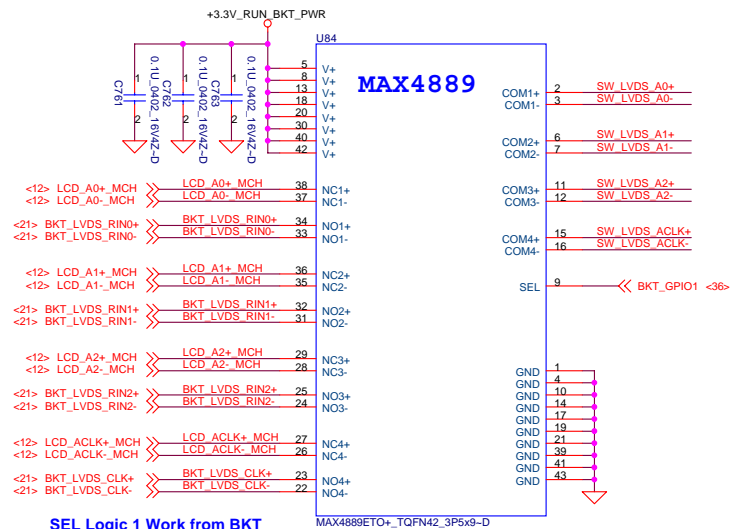 +3.3V_RUN_BKT_PWR
U84
MAX4889
C761
0.1U_0402_16V4Z~D
1
2
C762
0.1U_0402_16V4Z~D
1
2
C763
0.1U_0402_16V4Z~D
1
2
5 V+
8 V+
13 V+
18 V+
20 V+
30 V+
40 V+
42 V+
COM1+ 2 SW_LVDS_A0+
COM1- 3 SW_LVDS_A0-
COM2+ 6 SW_LVDS_A1+
COM2- 7 SW_LVDS_A1-
COM3+ 11 SW_LVDS_A2+
COM3- 12 SW_LVDS_A2-
COM4+ 15 SW_LVDS_ACLK+
COM4- 16 SW_LVDS_ACLK-
SEL 9 BKT_GPIO1 <36>
<12> LCD_A0+_MCH LCD_A0+_MCH 38 NC1+
<12> LCD_A0-_MCH LCD_A0-_MCH 37 NC1-
<21> BKT_LVDS_RIN0+ BKT_LVDS_RIN0+ 34 NO1+
<21> BKT_LVDS_RIN0- BKT_LVDS_RIN0- 33 NO1-
<12> LCD_A1+_MCH LCD_A1+_MCH 36 NC2+
<12> LCD_A1-_MCH LCD_A1-_MCH 35 NC2-
<21> BKT_LVDS_RIN1+ BKT_LVDS_RIN1+ 32 NO2+
<21> BKT_LVDS_RIN1- BKT_LVDS_RIN1- 31 NO2-
<12> LCD_A2+_MCH LCD_A2+_MCH 29 NC3+
<12> LCD_A2-_MCH LCD_A2-_MCH 28 NC3-
<21> BKT_LVDS_RIN2+ BKT_LVDS_RIN2+ 25 NO3+
<21> BKT_LVDS_RIN2- BKT_LVDS_RIN2- 24 NO3-
<12> LCD_ACLK+_MCH LCD_ACLK+_MCH 27 NC4+
<12> LCD_ACLK-_MCH LCD_ACLK-_MCH 26 NC4-
<21> BKT_LVDS_CLK+ BKT_LVDS_CLK+ 23 NO4+
<21> BKT_LVDS_CLK- BKT_LVDS_CLK- 22 NO4-
GND 1
GND 4
GND 10
GND 14
GND 17
GND 19
GND 21
GND 39
GND 41
GND 43
SEL Logic 1 Work from BKT
MAX4889ETO+_TQFN42_3P5x9~D